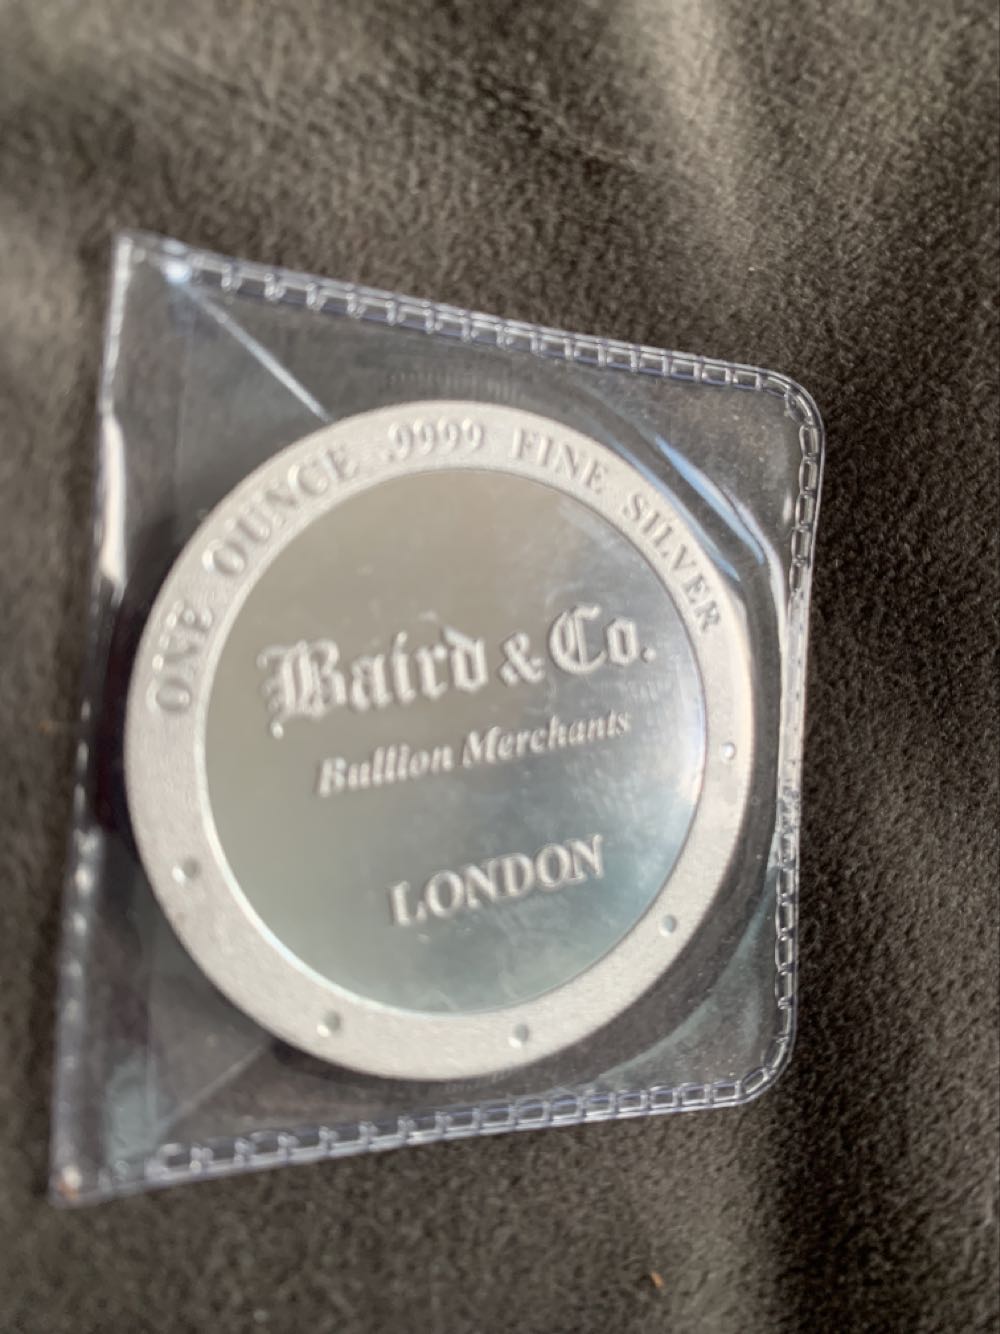 ONE OUNCE .9999 FINE SILVER
Baird & Co.
Bullion Merchants
LONDON